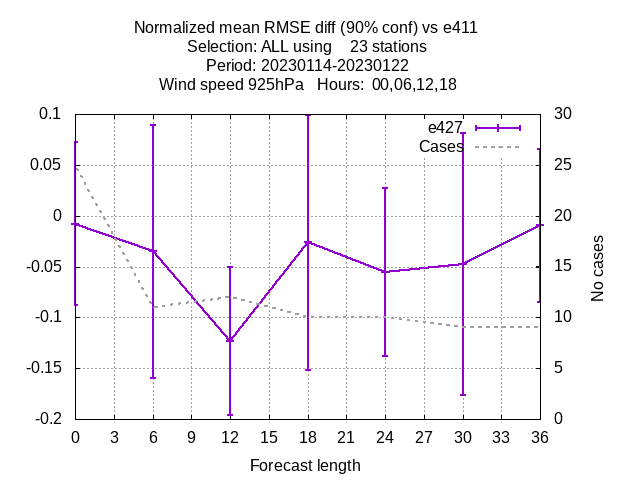 Normalized mean RMSE diff (90% conf) vs e411
Selection: ALL using 23 stations
Period: 20230114-20230122
Wind speed 925hPa Hours: 00,06,12,18
0.1
0.05
0
-0.05
-0.1
-0.15
-0.2
e427
Cases
30
25
20
15
10
5
0
No cases
0 3 6 9 12 15 18 21 24 27 30 33 36
Forecast length